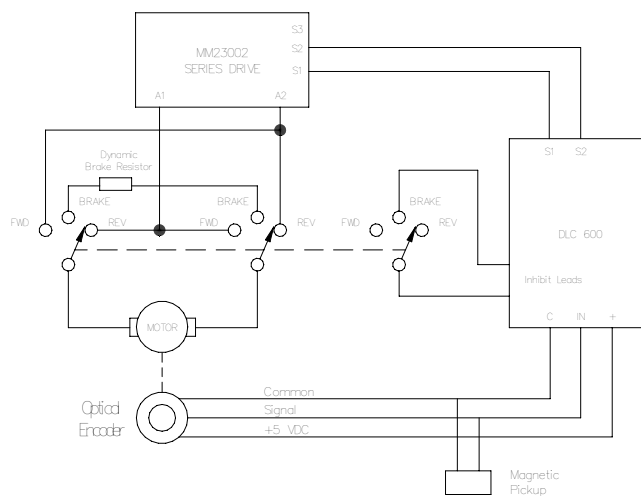 MM23002
SERIES DRIVE
S3
S2
S1
A1
A2
Dynamic
Brake Resistor
S1
S2
FWD
BRAKE
REV
FWD
BRAKE
REV
FWD
BRAKE
REV
DLC 600
Inhibit Leads
MOTOR
C
IN
+
Common
Signal
+5 VDC
Optical
Encoder
Magnetic
Pickup